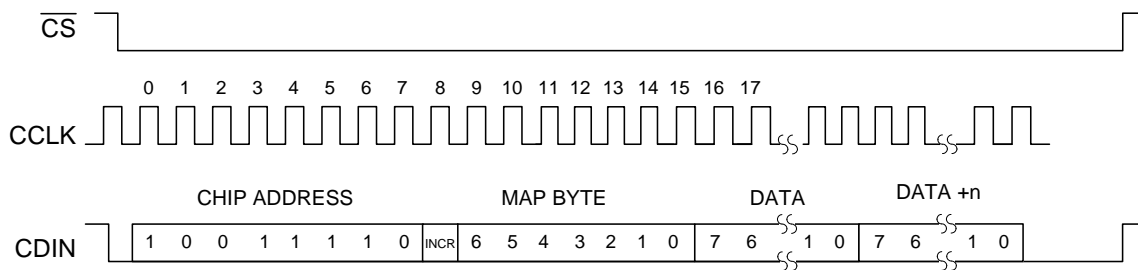 CS
0 1 2 3 4 5 6 7 8 9 10 11 12 13 14 15 16 17
CCLK
CHIP ADDRESS MAP BYTE DATA DATA +n
CDIN 1 0 0 1 1 1 1 0 INCR 6 5 4 3 2 1 0 7 6 1 0 7 6 1 0